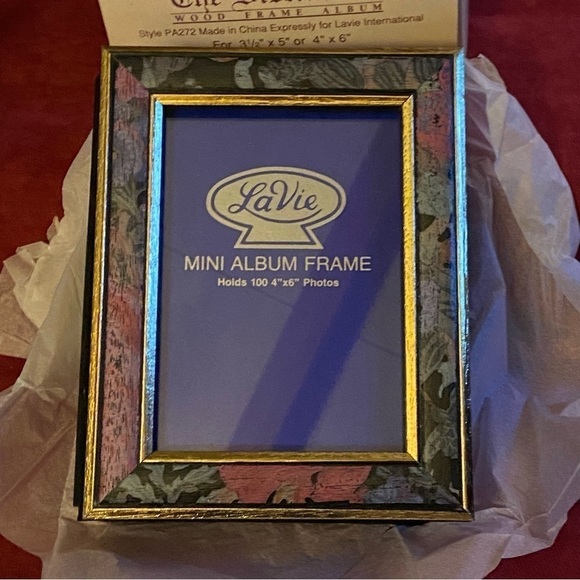 The
WOOD FRAME ALBUM
Style PA272 Made in China Expressly for Lavie International
For 3½" x 5" or 4" x 6"
LaVie
MINI ALBUM FRAME
Holds 100 4"x6" Photos